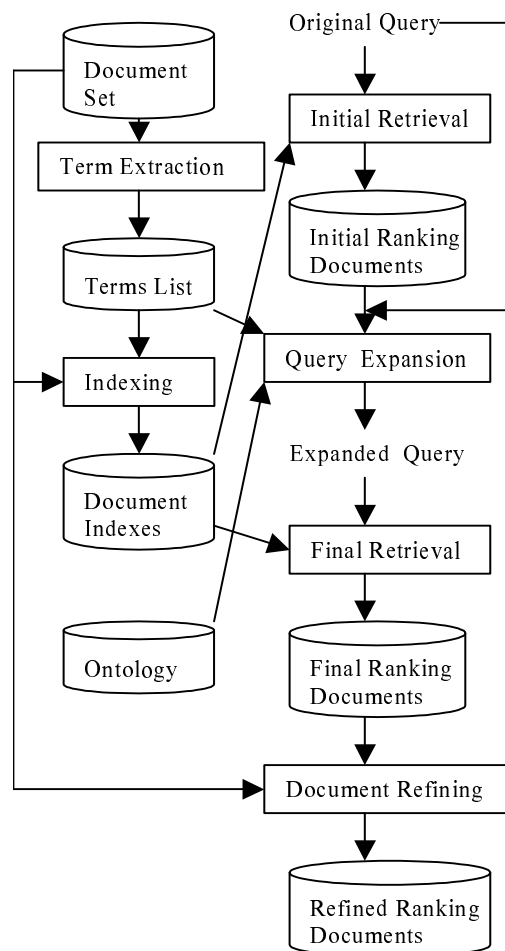 Original Query
Document
Set
Initial Retrieval
Term Extraction
Initial Ranking
Documents
Terms List
Query Expansion
Indexing
Expanded Query
Document
Indexes
Final Retrieval
Ontology
Final Ranking
Documents
Document Refining
Refined Ranking
Documents